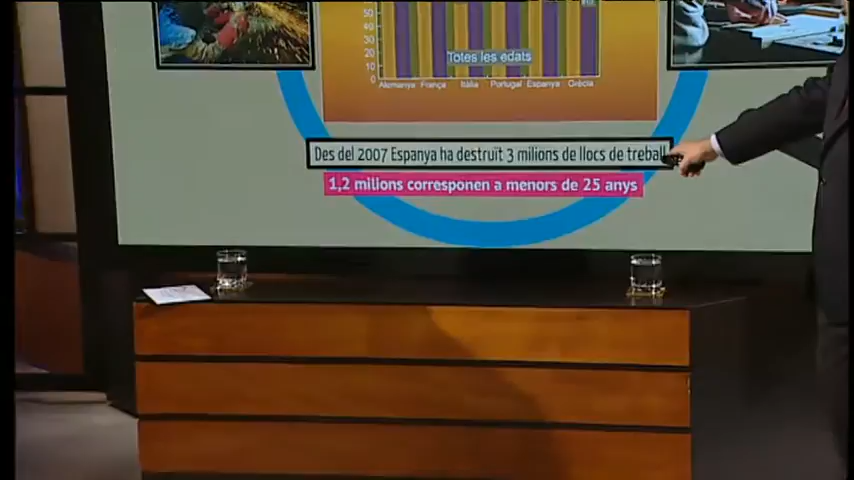 50
40
30
20
10
0
Totes les edats
Alemanya França Itàlia Portugal Espanya Grècia
Des del 2007 Espanya ha destruït 3 milions de llocs de treball
1,2 milions corresponen a menors de 25 anys